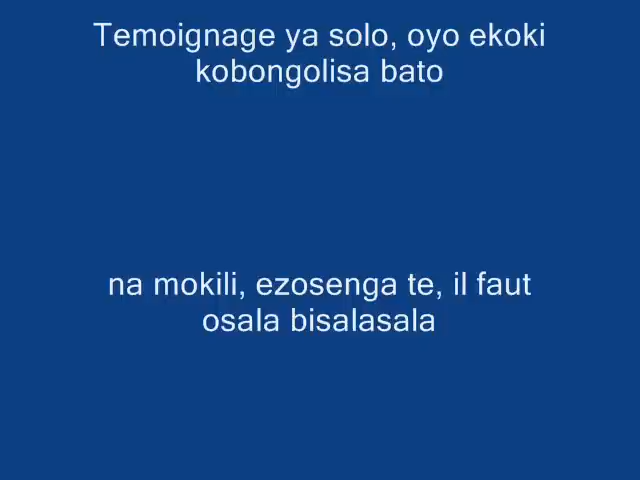 Temoignage ya solo, oyo ekoki
kobongolisa bato
na mokili, ezosenga te, il faut
osala bisalasala